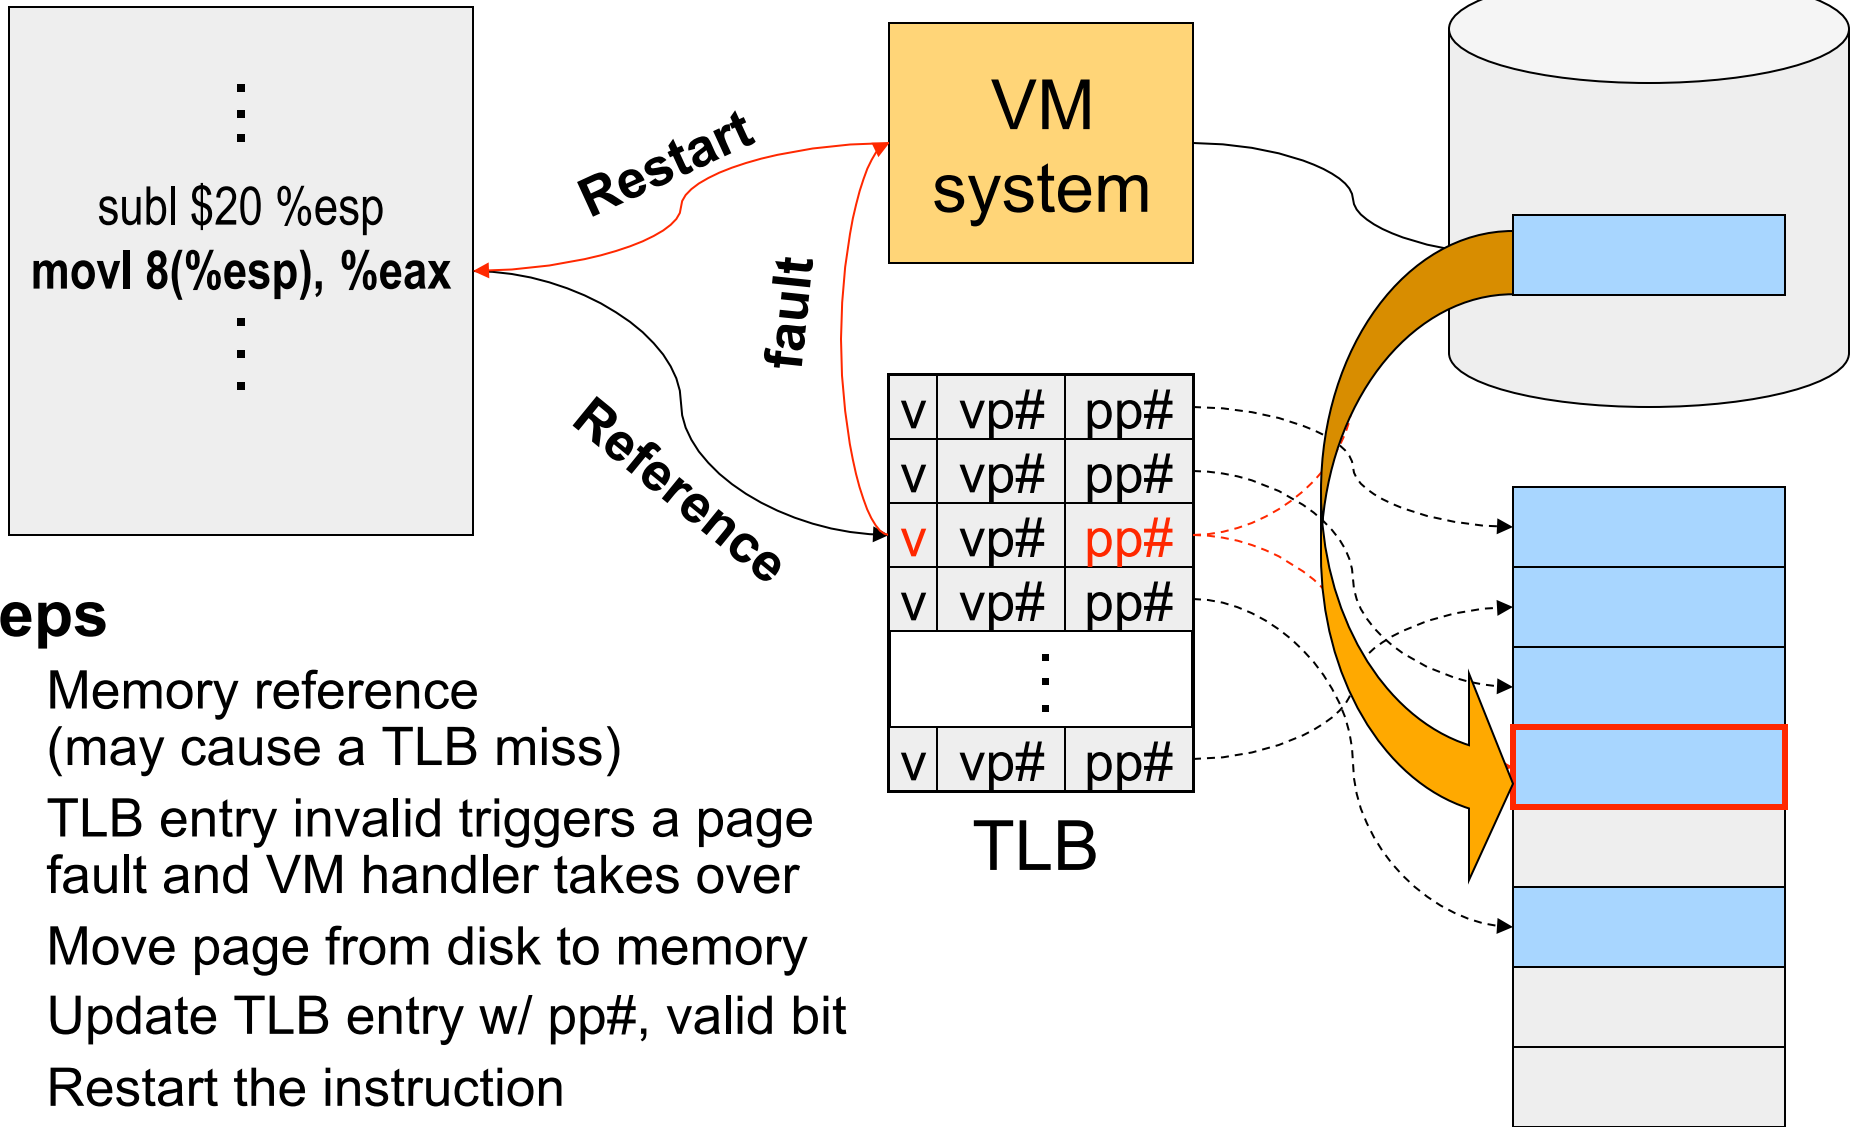 subl $20 %esp
movl 8(%esp), %eax
Restart
fault
Reference
VM
system
v vp# pp#
v vp# pp#
v vp# pp#
v vp# pp#
v vp# pp#
TLB
eps
Memory reference
(may cause a TLB miss)
TLB entry invalid triggers a page
fault and VM handler takes over
Move page from disk to memory
Update TLB entry w/ pp#, valid bit
Restart the instruction